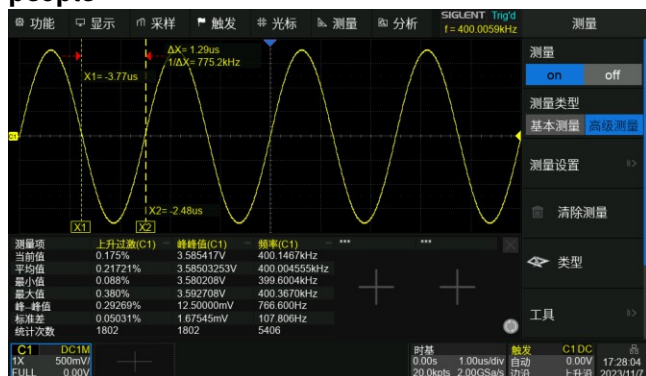 people
功能 显示 采样 触发 光标 测量 分析 SIGLENT Trig'd
f = 400.0059kHz
测量
ΔX= 1.29us
1/ΔX= 775.2kHz
X1= -3.77us
X2= -2.48us
X1 X2
C1
测量
on off
测量类型
基本测量 高级测量
测量设置
清除测量
类型
工具
测量项 上升过激(C1) 峰峰值(C1) 频率(C1) *** ***
当前值 0.175% 3.585417V 400.1467kHz
平均值 0.21721% 3.58503253V 400.004555kHz
最小值 0.088% 3.580208V 399.6004kHz
最大值 0.380% 3.592708V 400.3670kHz
峰–峰值 0.29269% 12.50000mV 766.600Hz
标准差 0.05031% 1.67545mV 107.806Hz
统计次数 1802 1802 5406
C1 DC1M
1X 500mV/
FULL 0.00V
时基
0.00s 1.00us/div
20.0kpts 2.00GSa/s
触发 C1 DC
自动 0.00V
边沿 上升沿
17:28:04
2023/11/7